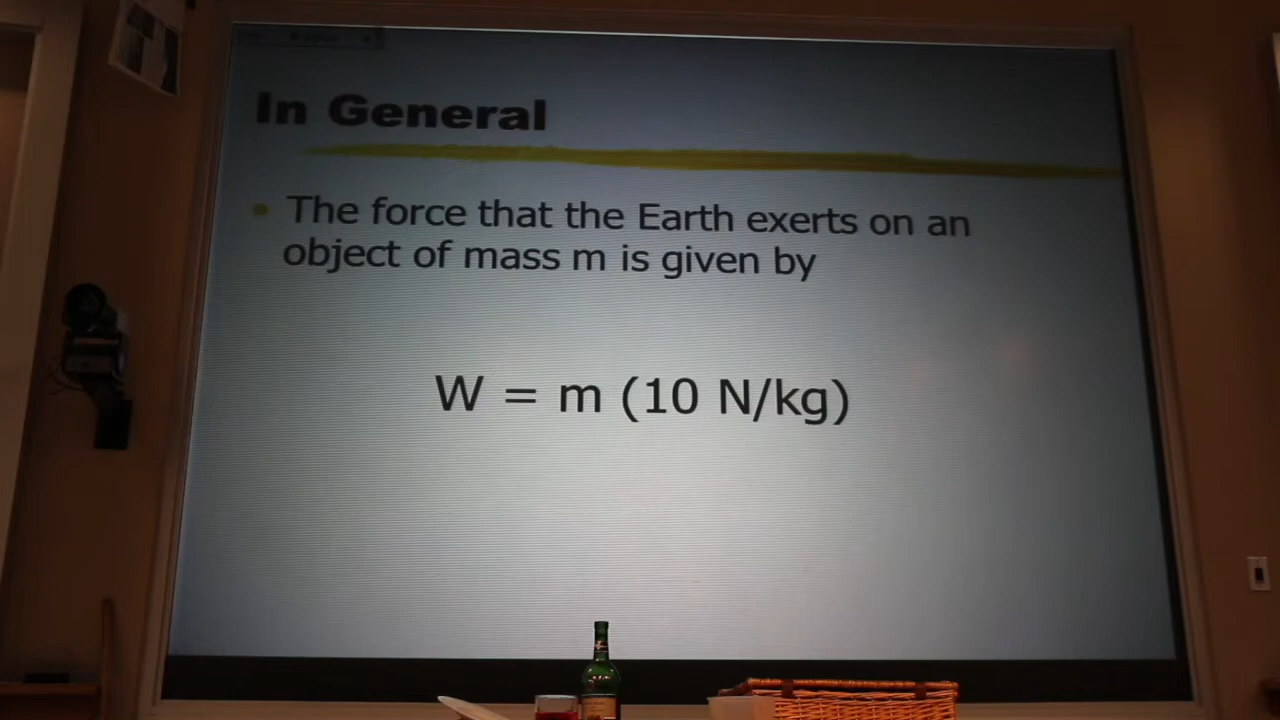 In General
The force that the Earth exerts on an
object of mass m is given by
W = m (10 N/kg)